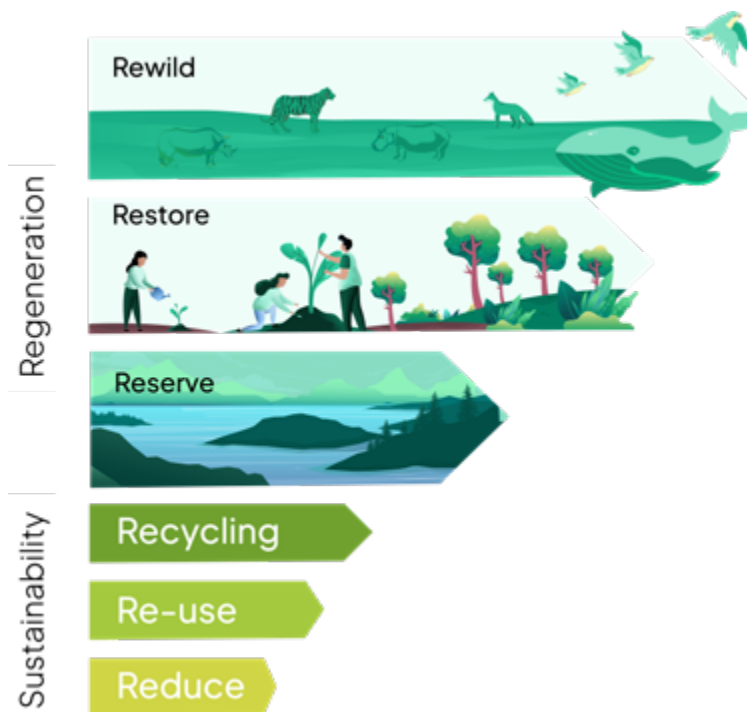 Rewild
Restore
Reserve
Recycling
Re-use
Reduce
Regeneration
Sustainability